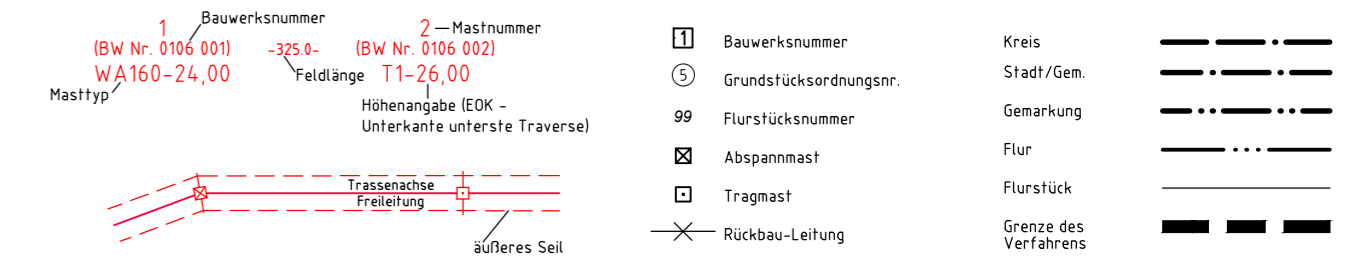 Bauwerksnummer
1
(BW Nr. 0106 001)
WA160-24,00
Masttyp
-325.0-
Feldlänge
2
Mastnummer
(BW Nr. 0106 002)
T1-26,00
Höhenangabe (EOK -
Unterkante unterste Traverse)
Trassenachse
Freileitung
äußeres Seil
1 Bauwerksnummer
5 Grundstücksordnungsnr.
99 Flurstücksnummer
Abspannmast
Tragmast
Rückbau-Leitung
Kreis
Stadt/Gem.
Gemarkung
Flur
Flurstück
Grenze des
Verfahrens